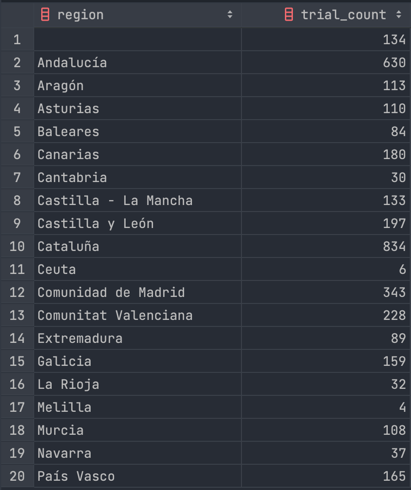 region trial_count
1 134
2 Andalucía 630
3 Aragón 113
4 Asturias 110
5 Baleares 84
6 Canarias 180
7 Cantabria 30
8 Castilla - La Mancha 133
9 Castilla y León 197
10 Cataluña 834
11 Ceuta 6
12 Comunidad de Madrid 343
13 Comunitat Valenciana 228
14 Extremadura 89
15 Galicia 159
16 La Rioja 32
17 Melilla 4
18 Murcia 108
19 Navarra 37
20 País Vasco 165